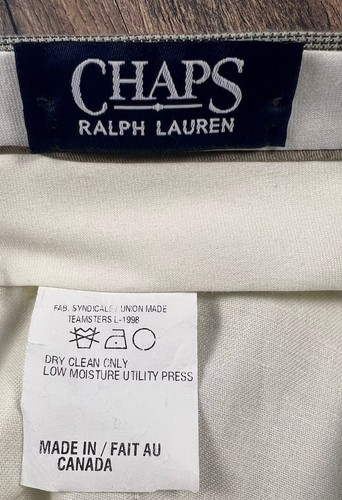 CHAPS
RALPH LAUREN
FAB. SYNDICALE / UNION MADE
TEAMSTERS L-1998
DRY CLEAN ONLY
LOW MOISTURE UTILITY PRESS
MADE IN / FAIT AU
CANADA